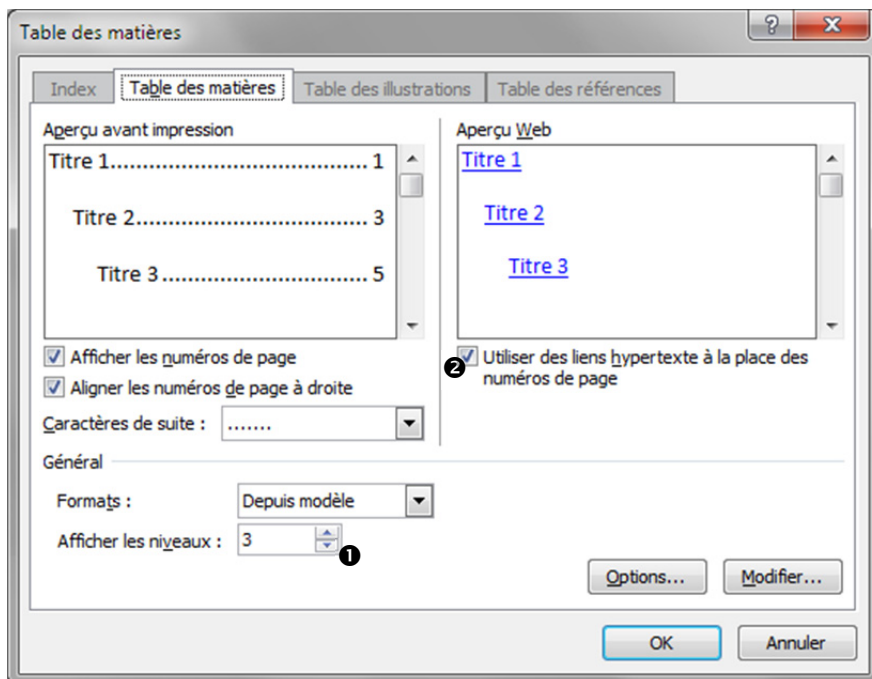 Table des matières
Index
Table des matières
Table des illustrations
Table des références
Aperçu avant impression
Titre 1..................................... 1
Titre 2.................................. 3
Titre 3.............................. 5
Aperçu Web
Titre 1
Titre 2
Titre 3
Afficher les numéros de page
Aligner les numéros de page à droite
Caractères de suite : .......
❷ Utiliser des liens hypertexte à la place des
numéros de page
Général
Formats : Depuis modèle
Afficher les niveaux : 3 ❶
Options... Modifier...
OK Annuler